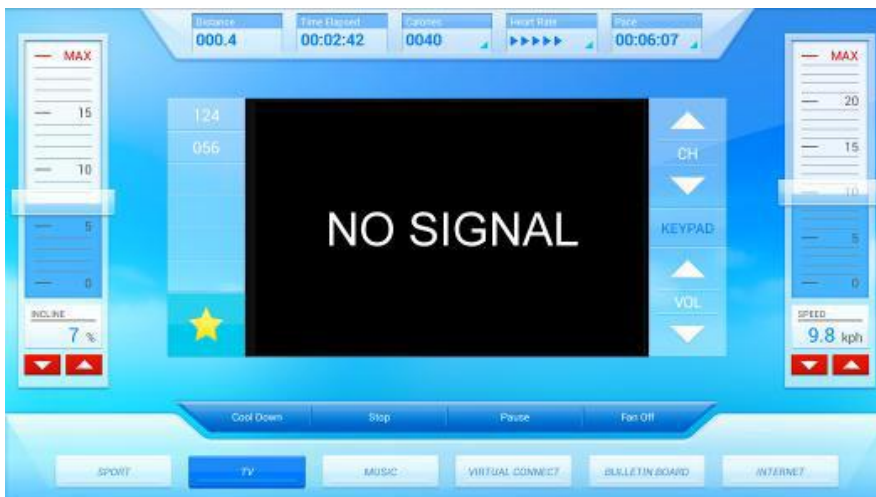 Distance
000.4
Time Elapsed
00:02:42
Calories
0040
Heart Rate
Pace
00:06:07
MAX
15
10
5
0
INCLINE
7 %
124
056
NO SIGNAL
CH
KEYPAD
VOL
MAX
20
15
10
5
0
SPEED
9.8 kph
Cool Down
Stop
Pause
Fan Off
SPORT
TV
MUSIC
VIRTUAL CONNECT
BULLETIN BOARD
INTERNET